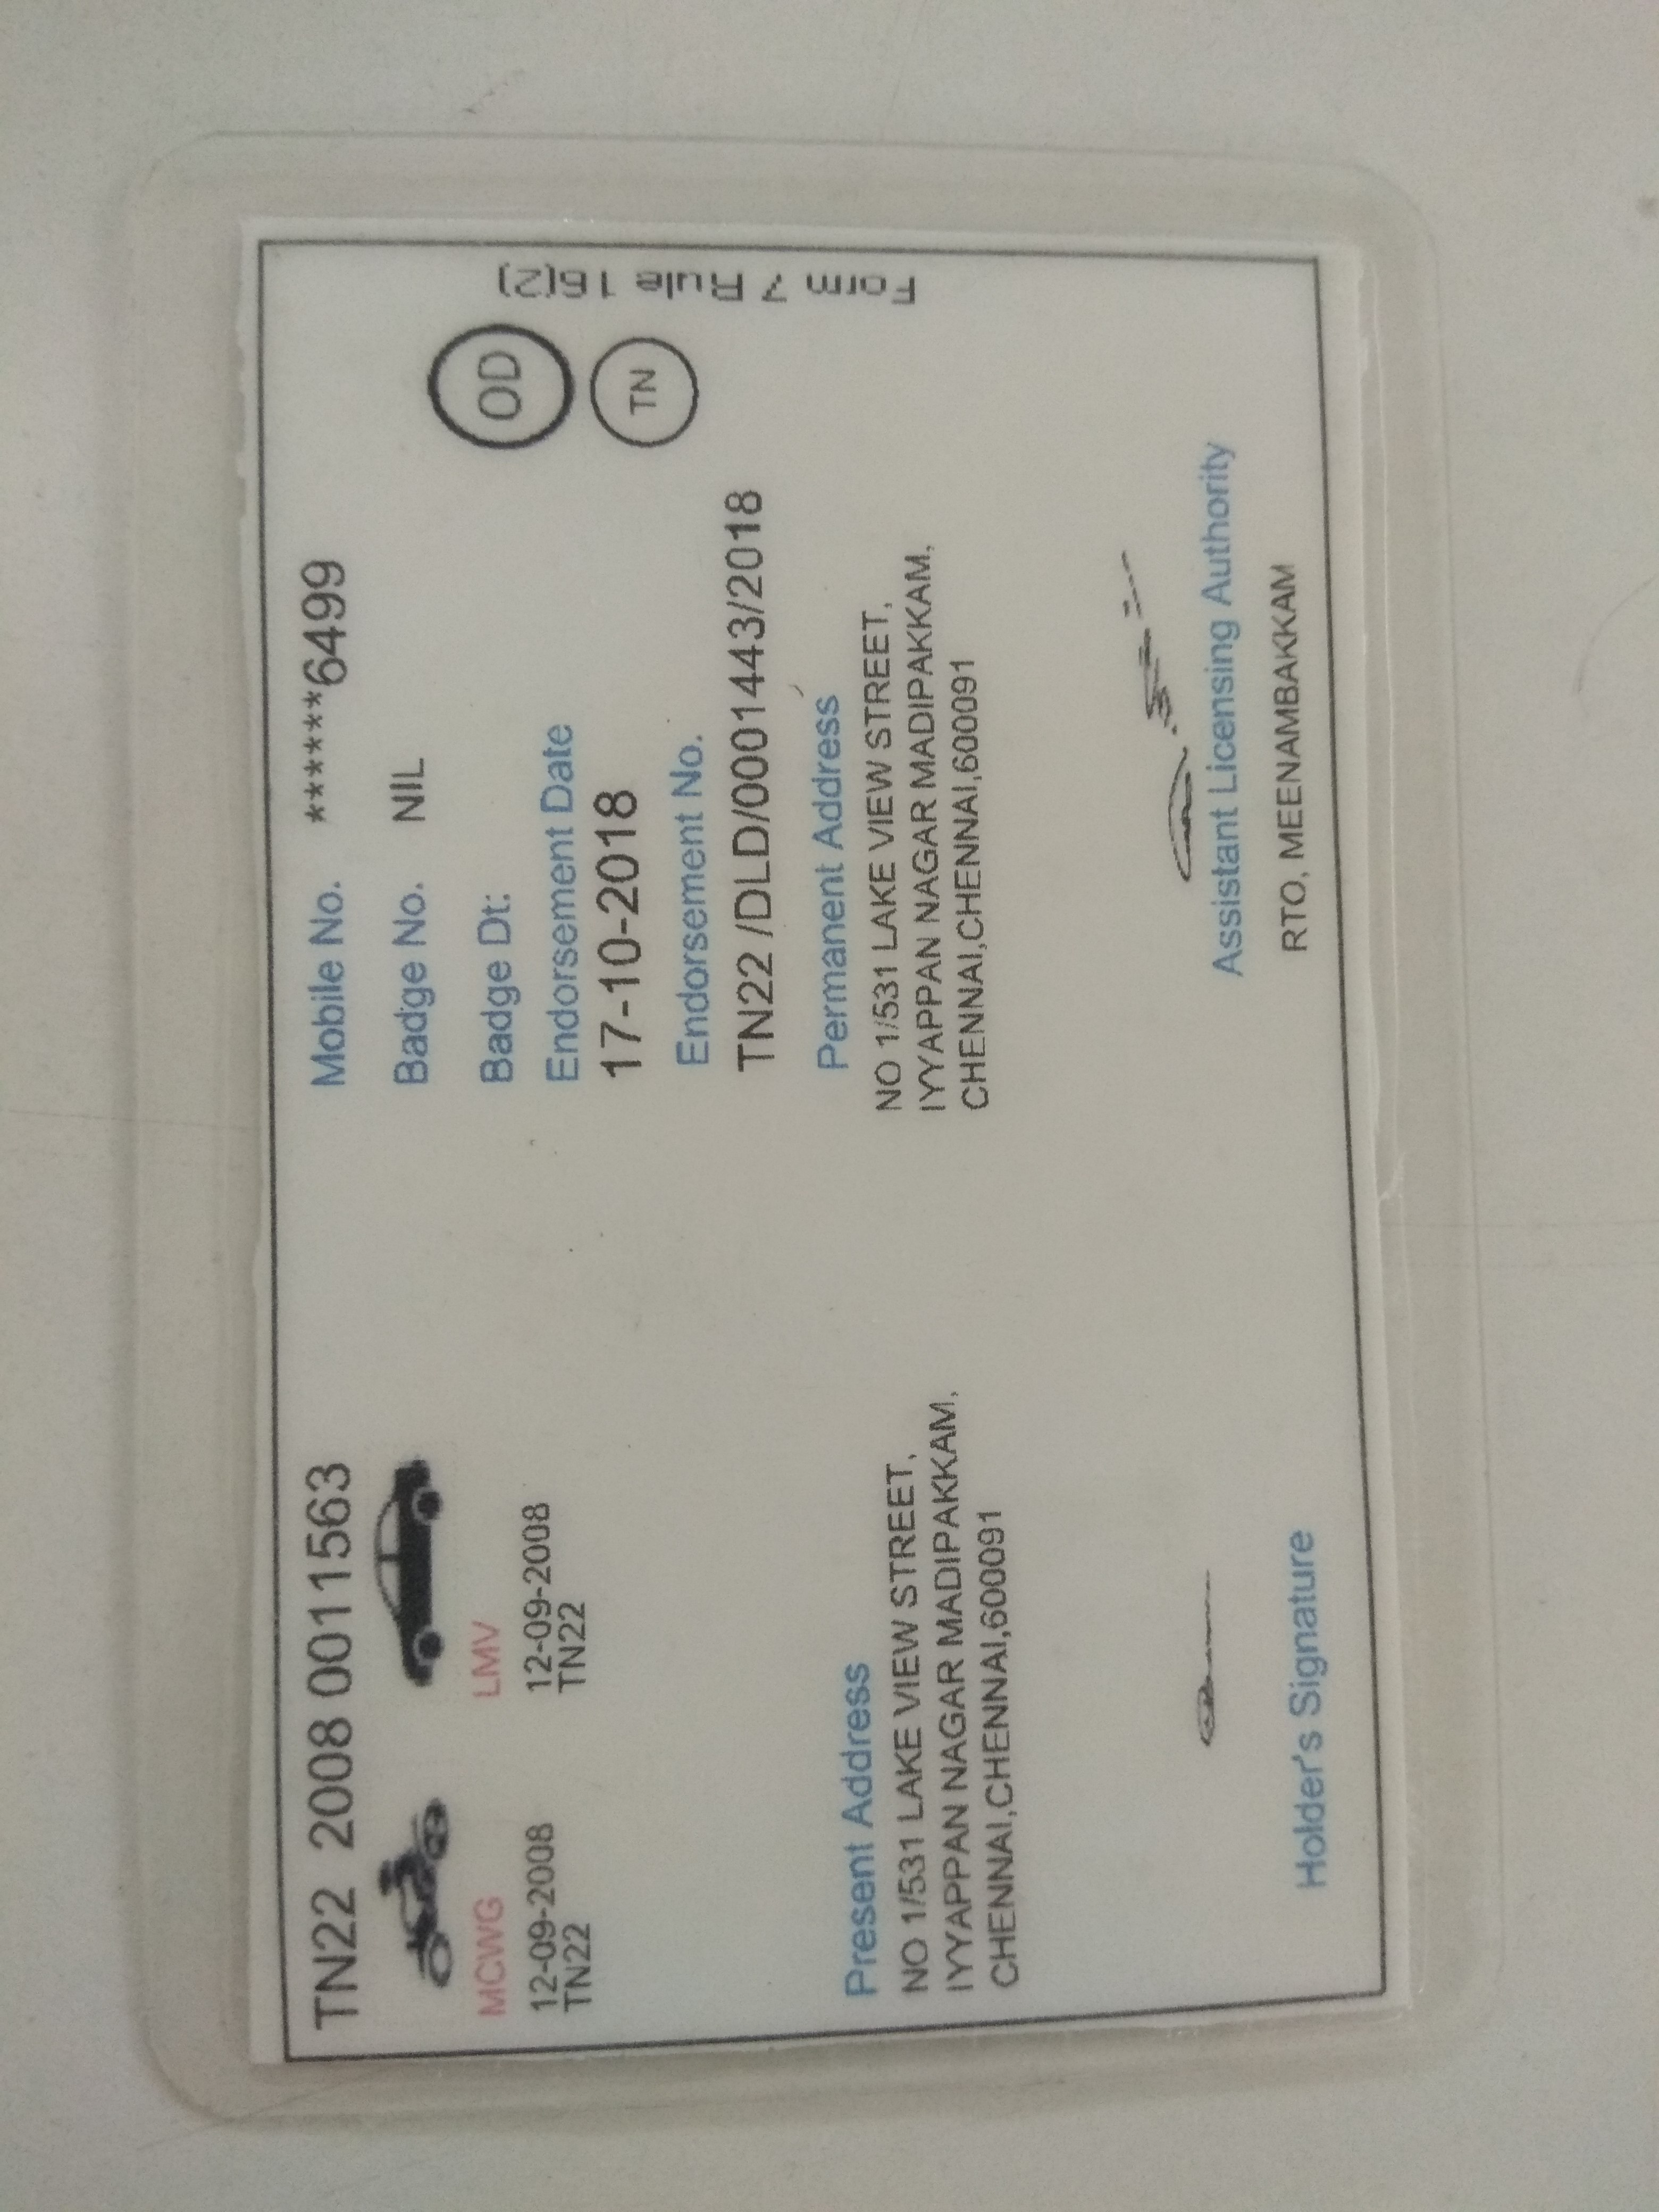 TN22 2008 0011563
MCWG
12-09-2008
TN22
LMV
12-09-2008
TN22
Mobile No. ******6499
Badge No. NIL
Badge Dt:
Endorsement Date
17-10-2018
Endorsement No.
TN22 /DLD/0001443/2018
OD
TN
Form 7 Rule 16(2)
Present Address
NO 1/531 LAKE VIEW STREET,
IYYAPPAN NAGAR MADIPAKKAM,
CHENNAI,CHENNAI,600091
Permanent Address
NO 1/531 LAKE VIEW STREET,
IYYAPPAN NAGAR MADIPAKKAM,
CHENNAI,CHENNAI,600091
Holder's Signature
Assistant Licensing Authority
RTO, MEENAMBAKKAM